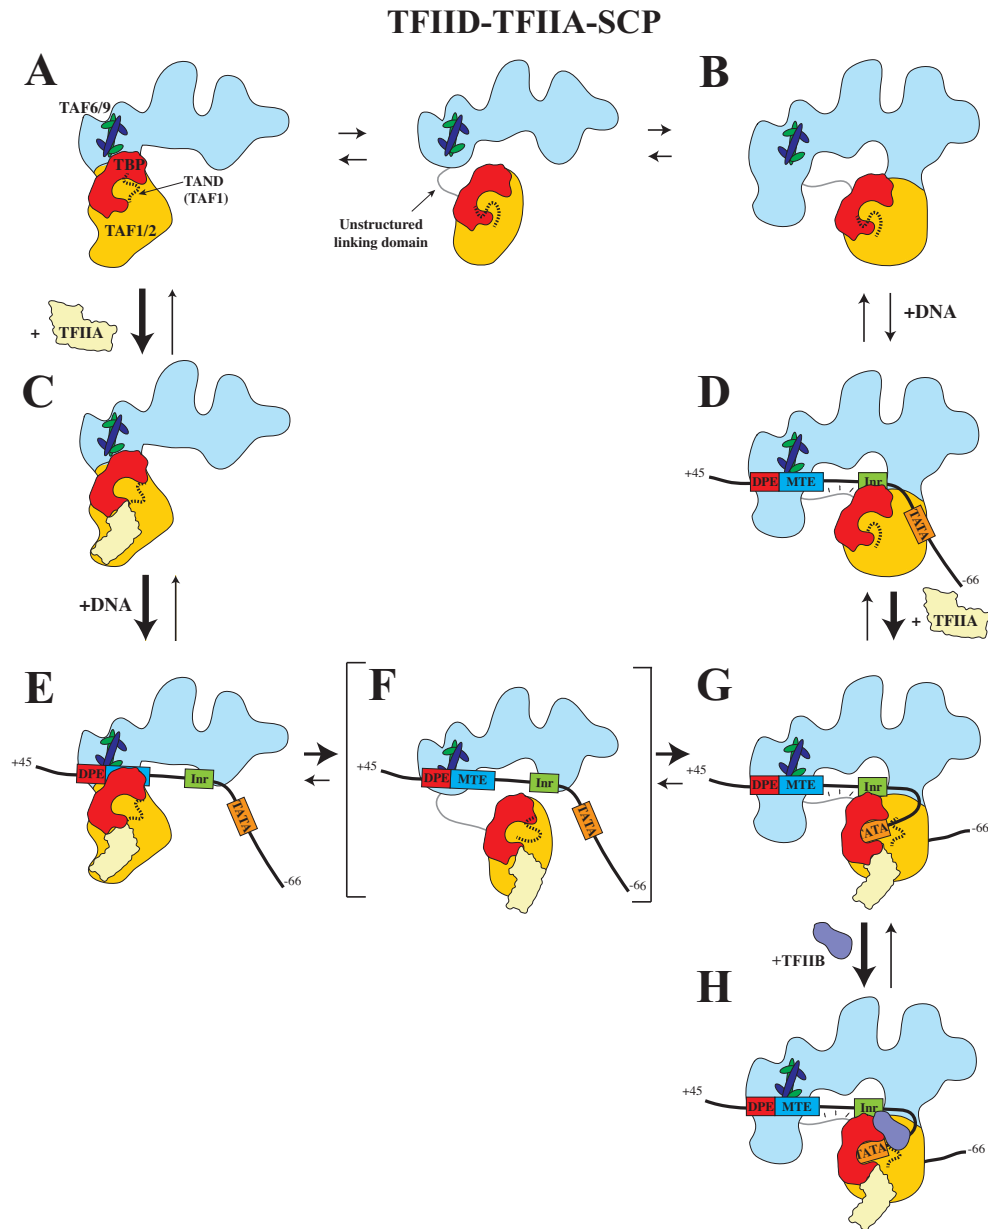 TFIID-TFIIA-SCP
A
B
TAF6/9
TBP
TAND
(TAF1)
TAF1/2
Unstructured
linking domain
+
TFIIA
+DNA
C
D
+45
DPE
MTE
Inr
TATA
-66
+DNA
+
TFIIA
E
F
G
+45
DPE
Inr
TATA
-66
+45
DPE
MTE
Inr
TATA
-66
+45
DPE
MTE
Inr
ATA
-66
+TFIIB
H
+45
DPE
MTE
Inr
TATA
-66